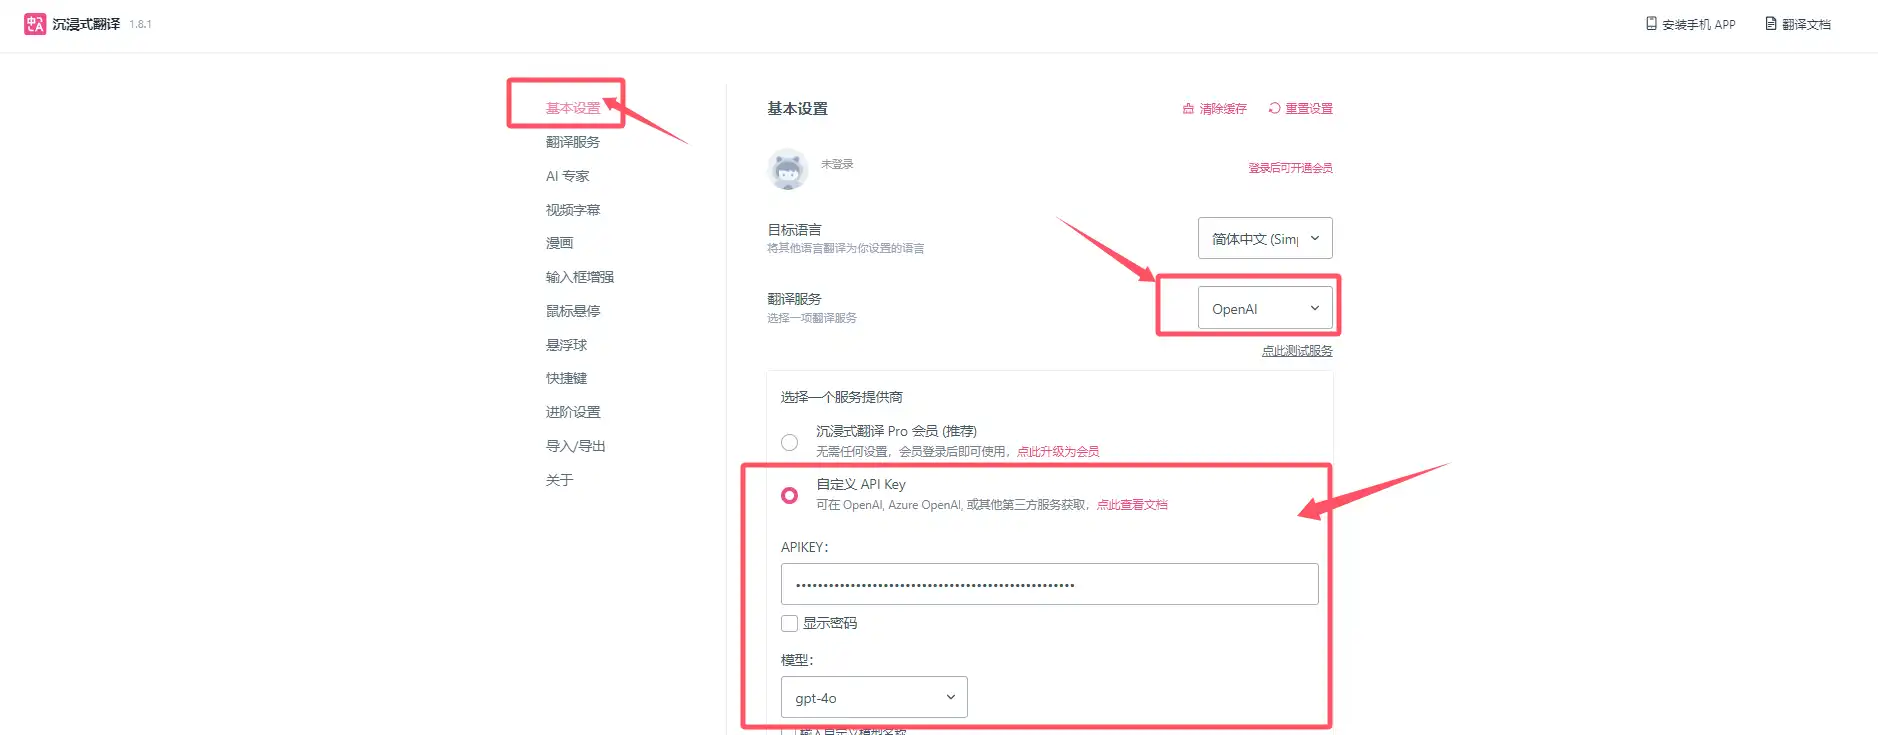 沉浸式翻译 1.8.1
安装手机 APP
翻译文档
基本设置
翻译服务
AI 专家
视频字幕
漫画
输入框增强
鼠标悬停
悬浮球
快捷键
进阶设置
导入/导出
关于
基本设置
清除缓存
重置设置
未登录
登录后可开通会员
目标语言
将其他语言翻译为你设置的语言
简体中文 (Sim
翻译服务
选择一项翻译服务
OpenAI
点此测试服务
选择一个服务提供商
沉浸式翻译 Pro 会员 (推荐)
无需任何设置，会员登录后即可使用，点此升级为会员
自定义 API Key
可在 OpenAI, Azure OpenAI, 或其他第三方服务获取，点此查看文档
APIKEY：
••••••••••••••••••••••••••••••••••••••••••••••••••••
显示密码
模型：
gpt-4o
输入自定义模型名称